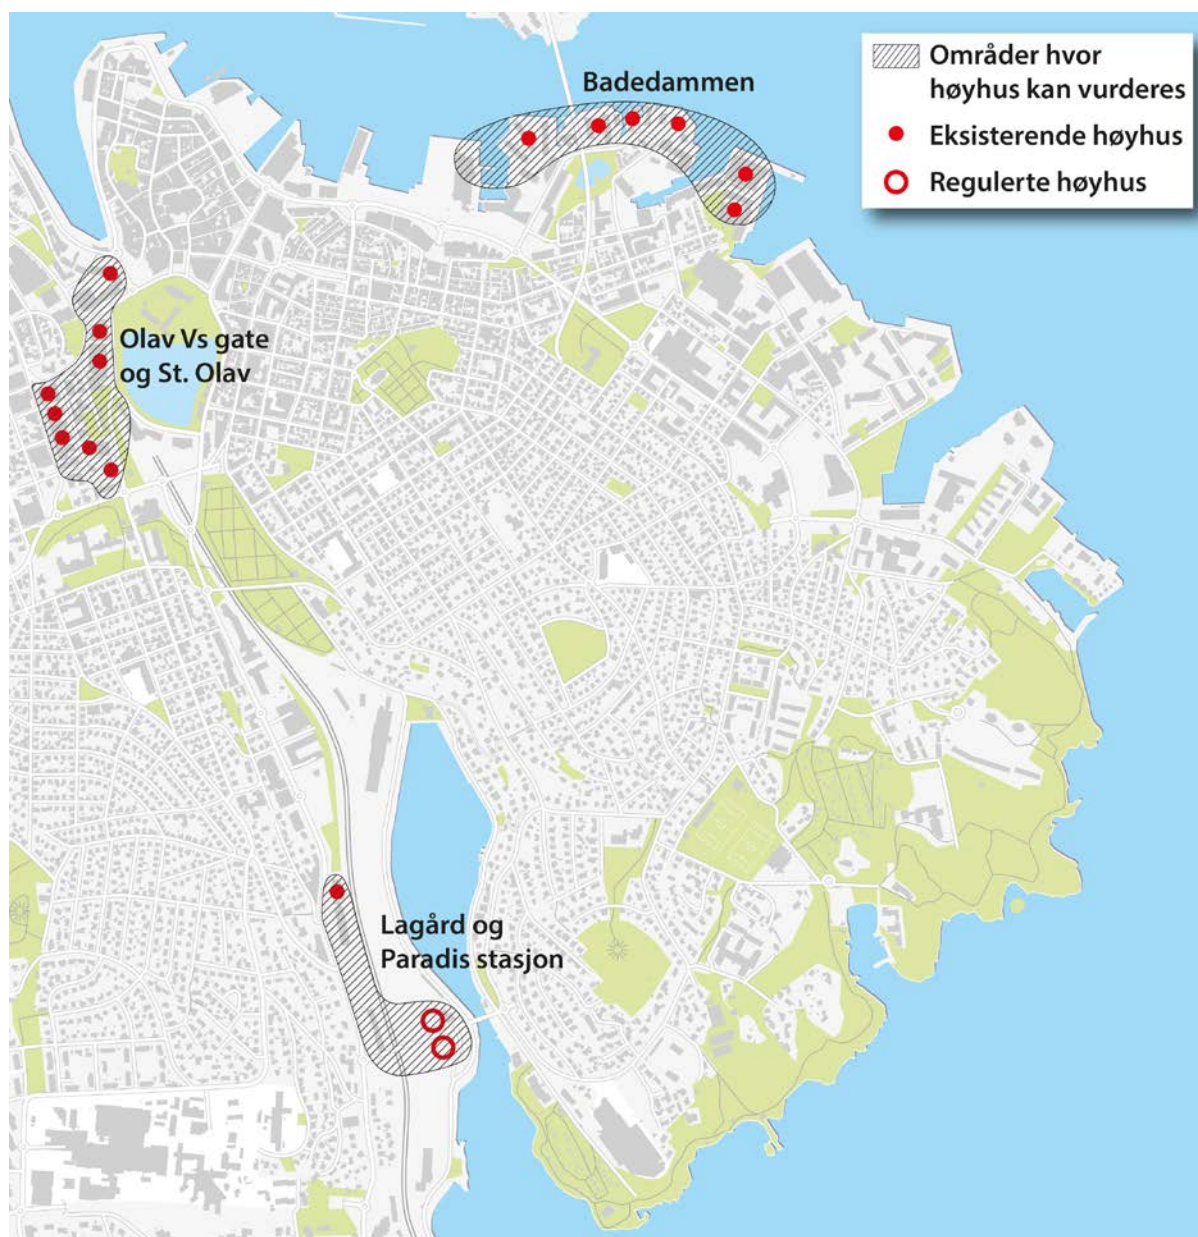 Områder hvor
høyhus kan vurderes
Eksisterende høyhus
Regulerte høyhus
Badedammen
Olav Vs gate
og St. Olav
Lagård og
Paradis stasjon